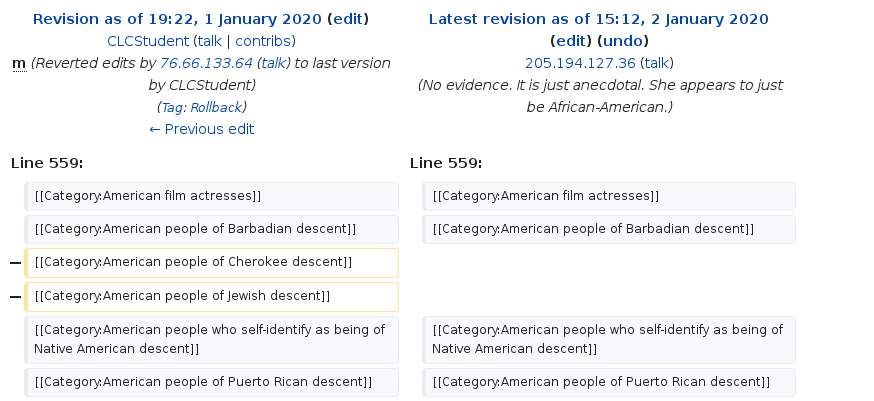 Revision as of 19:22, 1 January 2020 (edit)
CLCStudent (talk | contribs)
m (Reverted edits by 76.66.133.64 (talk) to last version
by CLCStudent)
(Tag: Rollback)
← Previous edit
Latest revision as of 15:12, 2 January 2020
(edit) (undo)
205.194.127.36 (talk)
(No evidence. It is just anecdotal. She appears to just
be African-American.)
Line 559:
Line 559:
[[Category:American film actresses]]
[[Category:American film actresses]]
[[Category:American people of Barbadian descent]]
[[Category:American people of Barbadian descent]]
− [[Category:American people of Cherokee descent]]
− [[Category:American people of Jewish descent]]
[[Category:American people who self-identify as being of
Native American descent]]
[[Category:American people who self-identify as being of
Native American descent]]
[[Category:American people of Puerto Rican descent]]
[[Category:American people of Puerto Rican descent]]